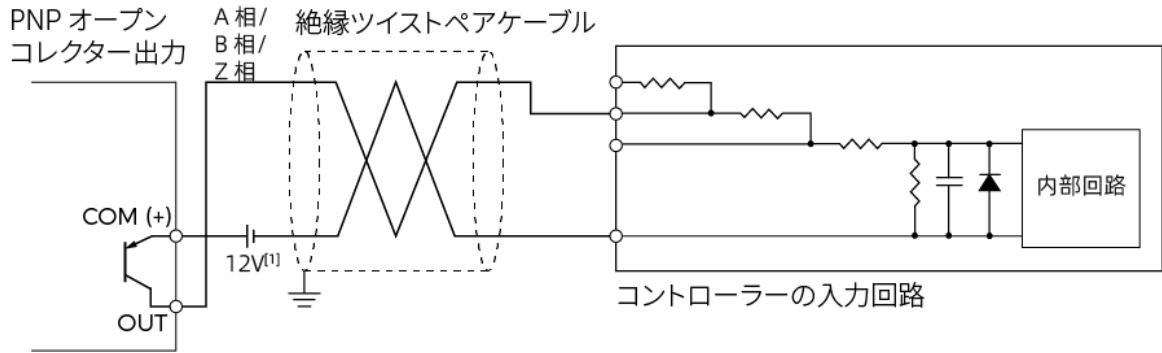 PNP オープン
コレクター出力
A 相/
B 相/
Z 相
絶縁ツイストペアケーブル
COM (+)
12V[1]
OUT
内部回路
コントローラーの入力回路